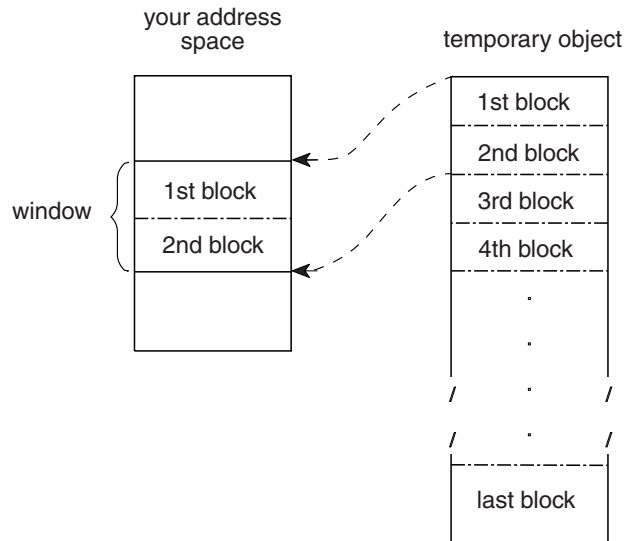 your address
space
temporary object
window
1st block
2nd block
1st block
2nd block
3rd block
4th block
last block